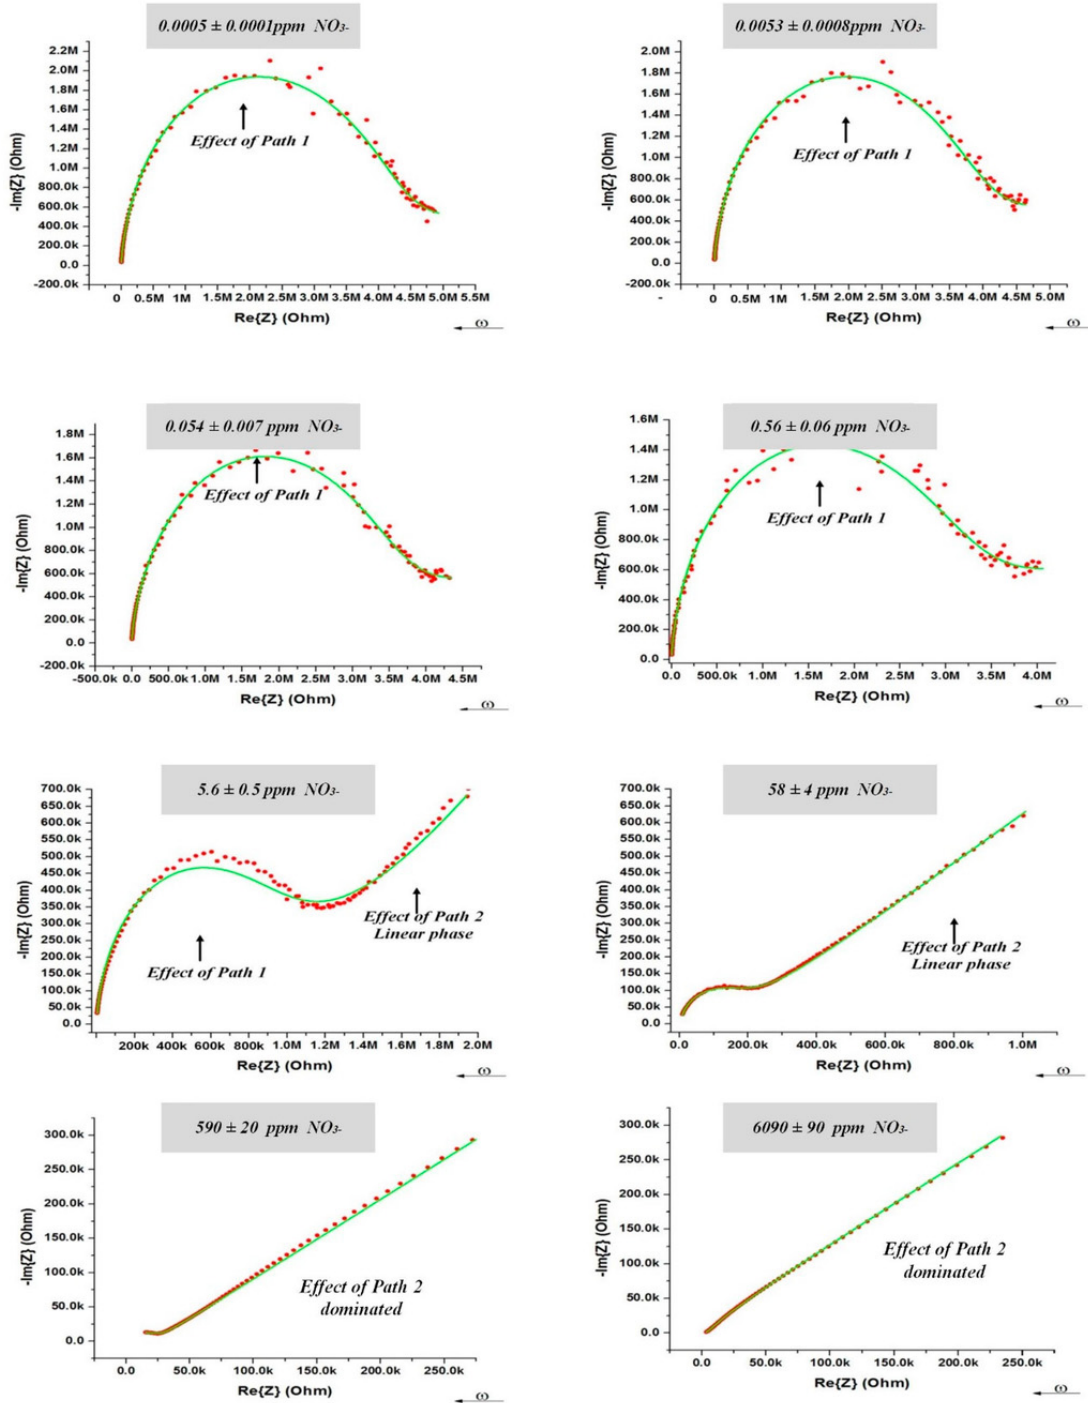 0.0005 ± 0.0001ppm NO3-
2.2M
2.0M
1.8M
1.6M
1.4M
1.2M
1.0M
800.0k
600.0k
400.0k
200.0k
0.0
-200.0k
-Im{Z} (Ohm)
Effect of Path 1
0 0.5M 1M 1.5M 2.0M 2.5M 3.0M 3.5M 4.0M 4.5M 5.0M 5.5M
Re{Z} (Ohm)
ω
0.0053 ± 0.0008ppm NO3-
2.0M
1.8M
1.6M
1.4M
1.2M
1.0M
800.0k
600.0k
400.0k
200.0k
0.0
-200.0k
-Im{Z} (Ohm)
Effect of Path 1
- 0 0.5M 1M 1.5M 2.0M 2.5M 3.0M 3.5M 4.0M 4.5M 5.0M
Re{Z} (Ohm)
ω
0.054 ± 0.007 ppm NO3-
1.8M
1.6M
1.4M
1.2M
1.0M
800.0k
600.0k
400.0k
200.0k
0.0
-200.0k
-Im{Z} (Ohm)
Effect of Path 1
-500.0k 0.0 500.0k 1.0M 1.5M 2.0M 2.5M 3.0M 3.5M 4.0M 4.5M
Re{Z} (Ohm)
ω
0.56 ± 0.06 ppm NO3-
1.6M
1.4M
1.2M
1.0M
800.0k
600.0k
400.0k
200.0k
0.0
-Im{Z} (Ohm)
Effect of Path 1
0.0 500.0k 1.0M 1.5M 2.0M 2.5M 3.0M 3.5M 4.0M
Re{Z} (Ohm)
ω
5.6 ± 0.5 ppm NO3-
700.0k
650.0k
600.0k
550.0k
500.0k
450.0k
400.0k
350.0k
300.0k
250.0k
200.0k
150.0k
100.0k
50.0k
0.0
-Im{Z} (Ohm)
Effect of Path 2
Linear phase
Effect of Path 1
200k 400k 600k 800k 1.0M 1.2M 1.4M 1.6M 1.8M 2.0M
Re{Z} (Ohm)
ω
58 ± 4 ppm NO3-
700.0k
650.0k
600.0k
550.0k
500.0k
450.0k
400.0k
350.0k
300.0k
250.0k
200.0k
150.0k
100.0k
50.0k
0.0
-Im{Z} (Ohm)
Effect of Path 2
Linear phase
0.0 200.0k 400.0k 600.0k 800.0k 1.0M
Re{Z} (Ohm)
ω
590 ± 20 ppm NO3-
300.0k
250.0k
200.0k
150.0k
100.0k
50.0k
0.0
-Im{Z} (Ohm)
Effect of Path 2
dominated
0.0 50.0k 100.0k 150.0k 200.0k 250.0k
Re{Z} (Ohm)
ω
6090 ± 90 ppm NO3-
300.0k
250.0k
200.0k
150.0k
100.0k
50.0k
0.0
-Im{Z} (Ohm)
Effect of Path 2
dominated
0.0 50.0k 100.0k 150.0k 200.0k 250.0k
Re{Z} (Ohm)
ω